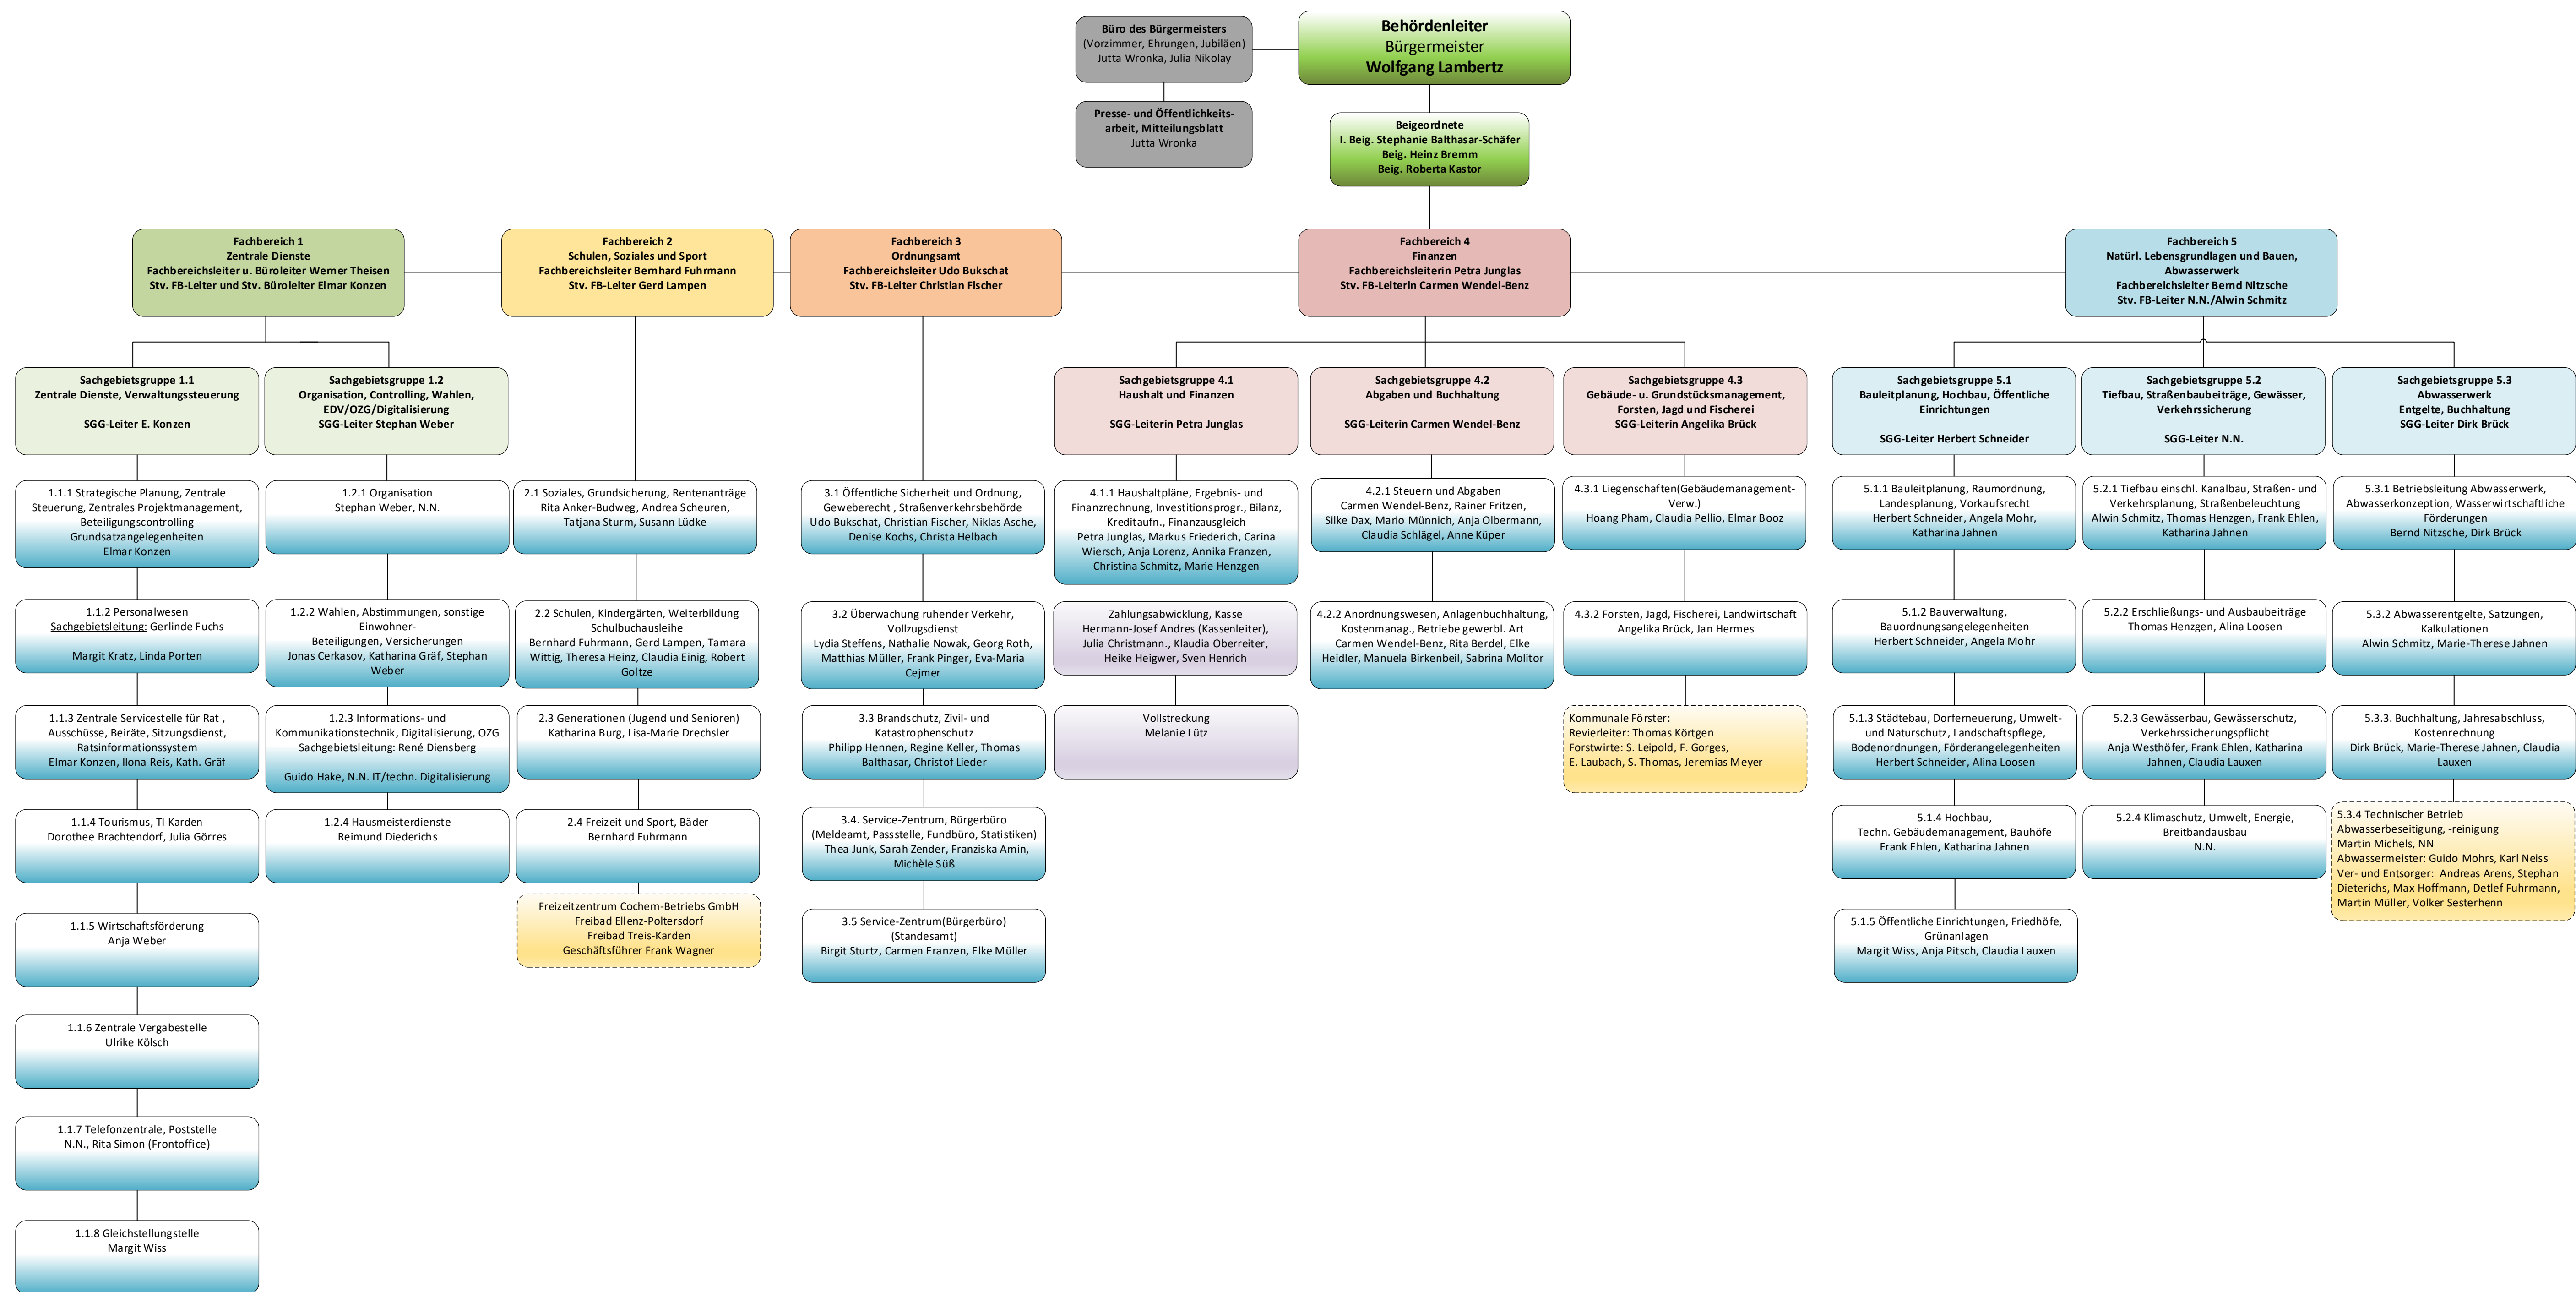 Büro des Bürgermeisters
(Vorzimmer, Ehrungen, Jubiläen)
Jutta Wronka, Julia Nikolay
Behördenleiter
Bürgermeister
Wolfgang Lambertz
Presse- und Öffentlichkeits-
arbeit, Mitteilungsblatt
Jutta Wronka
Beigeordnete
I. Beig. Stephanie Balthasar-Schäfer
Beig. Heinz Bremm
Beig. Roberta Kastor
Fachbereich 1
Zentrale Dienste
Fachbereichsleiter u. Büroleiter Werner Theisen
Stv. FB-Leiter und Stv. Büroleiter Elmar Konzen
Fachbereich 2
Schulen, Soziales und Sport
Fachbereichsleiter Bernhard Fuhrmann
Stv. FB-Leiter Gerd Lampen
Fachbereich 3
Ordnungsamt
Fachbereichsleiter Udo Bukschat
Stv. FB-Leiter Christian Fischer
Fachbereich 4
Finanzen
Fachbereichsleiterin Petra Junglas
Stv. FB-Leiterin Carmen Wendel-Benz
Fachbereich 5
Natürl. Lebensgrundlagen und Bauen,
Abwasserwerk
Fachbereichsleiter Bernd Nitzsche
Stv. FB-Leiter N.N./Alwin Schmitz
Sachgebietsgruppe 1.1
Zentrale Dienste, Verwaltungssteuerung
SGG-Leiter E. Konzen
Sachgebietsgruppe 1.2
Organisation, Controlling, Wahlen,
EDV/OZG/Digitalisierung
SGG-Leiter Stephan Weber
Sachgebietsgruppe 4.1
Haushalt und Finanzen
SGG-Leiterin Petra Junglas
Sachgebietsgruppe 4.2
Abgaben und Buchhaltung
SGG-Leiterin Carmen Wendel-Benz
Sachgebietsgruppe 4.3
Gebäude- u. Grundstücksmanagement,
Forsten, Jagd und Fischerei
SGG-Leiterin Angelika Brück
Sachgebietsgruppe 5.1
Bauleitplanung, Hochbau, Öffentliche
Einrichtungen
SGG-Leiter Herbert Schneider
Sachgebietsgruppe 5.2
Tiefbau, Straßenbaubeiträge, Gewässer,
Verkehrssicherung
SGG-Leiter N.N.
Sachgebietsgruppe 5.3
Abwasserwerk
Entgelte, Buchhaltung
SGG-Leiter Dirk Brück
1.1.1 Strategische Planung, Zentrale
Steuerung, Zentrales Projektmanagement,
Beteiligungscontrolling
Grundsatzangelegenheiten
Elmar Konzen
1.1.2 Personalwesen
Sachgebietsleitung: Gerlinde Fuchs
Margit Kratz, Linda Porten
1.1.3 Zentrale Servicestelle für Rat ,
Ausschüsse, Beiräte, Sitzungsdienst,
Ratsinformationssystem
Elmar Konzen, Ilona Reis, Kath. Gräf
1.1.4 Tourismus, TI Karden
Dorothee Brachtendorf, Julia Görres
1.1.5 Wirtschaftsförderung
Anja Weber
1.1.6 Zentrale Vergabestelle
Ulrike Kölsch
1.1.7 Telefonzentrale, Poststelle
N.N., Rita Simon (Frontoffice)
1.1.8 Gleichstellungstelle
Margit Wiss
1.2.1 Organisation
Stephan Weber, N.N.
1.2.2 Wahlen, Abstimmungen, sonstige
Einwohner-
Beteiligungen, Versicherungen
Jonas Cerkasov, Katharina Gräf, Stephan
Weber
1.2.3 Informations- und
Kommunikationstechnik, Digitalisierung, OZG
Sachgebietsleitung: René Diensberg
Guido Hake, N.N. IT/techn. Digitalisierung
1.2.4 Hausmeisterdienste
Reimund Diederichs
2.1 Soziales, Grundsicherung, Rentenanträge
Rita Anker-Budweg, Andrea Scheuren,
Tatjana Sturm, Susann Lüdke
2.2 Schulen, Kindergärten, Weiterbildung
Schulbuchausleihe
Bernhard Fuhrmann, Gerd Lampen, Tamara
Wittig, Theresa Heinz, Claudia Einig, Robert
Goltze
2.3 Generationen (Jugend und Senioren)
Katharina Burg, Lisa-Marie Drechsler
2.4 Freizeit und Sport, Bäder
Bernhard Fuhrmann
Freizeitzentrum Cochem-Betriebs GmbH
Freibad Ellenz-Poltersdorf
Freibad Treis-Karden
Geschäftsführer Frank Wagner
3.1 Öffentliche Sicherheit und Ordnung,
Geweberecht , Straßenverkehrsbehörde
Udo Bukschat, Christian Fischer, Niklas Asche,
Denise Kochs, Christa Helbach
3.2 Überwachung ruhender Verkehr,
Vollzugsdienst
Lydia Steffens, Nathalie Nowak, Georg Roth,
Matthias Müller, Frank Pinger, Eva-Maria
Cejmer
3.3 Brandschutz, Zivil- und
Katastrophenschutz
Philipp Hennen, Regine Keller, Thomas
Balthasar, Christof Lieder
3.4. Service-Zentrum, Bürgerbüro
(Meldeamt, Passstelle, Fundbüro, Statistiken)
Thea Junk, Sarah Zender, Franziska Amin,
Michèle Süß
3.5 Service-Zentrum(Bürgerbüro)
(Standesamt)
Birgit Sturtz, Carmen Franzen, Elke Müller
4.1.1 Haushaltpläne, Ergebnis- und
Finanzrechnung, Investitionsprogr., Bilanz,
Kreditaufn., Finanzausgleich
Petra Junglas, Markus Friederich, Carina
Wiersch, Anja Lorenz, Annika Franzen,
Christina Schmitz, Marie Henzgen
Zahlungsabwicklung, Kasse
Hermann-Josef Andres (Kassenleiter),
Julia Christmann., Klaudia Oberreiter,
Heike Heigwer, Sven Henrich
Vollstreckung
Melanie Lütz
4.2.1 Steuern und Abgaben
Carmen Wendel-Benz, Rainer Fritzen,
Silke Dax, Mario Münnich, Anja Olbermann,
Claudia Schlägel, Anne Küper
4.2.2 Anordnungswesen, Anlagenbuchhaltung,
Kostenmanag., Betriebe gewerbl. Art
Carmen Wendel-Benz, Rita Berdel, Elke
Heidler, Manuela Birkenbeil, Sabrina Molitor
4.3.1 Liegenschaften(Gebäudemanagement-
Verw.)
Hoang Pham, Claudia Pellio, Elmar Booz
4.3.2 Forsten, Jagd, Fischerei, Landwirtschaft
Angelika Brück, Jan Hermes
Kommunale Förster:
Revierleiter: Thomas Körtgen
Forstwirte: S. Leipold, F. Gorges,
E. Laubach, S. Thomas, Jeremias Meyer
5.1.1 Bauleitplanung, Raumordnung,
Landesplanung, Vorkaufsrecht
Herbert Schneider, Angela Mohr,
Katharina Jahnen
5.1.2 Bauverwaltung,
Bauordnungsangelegenheiten
Herbert Schneider, Angela Mohr
5.1.3 Städtebau, Dorferneuerung, Umwelt-
und Naturschutz, Landschaftspflege,
Bodenordnungen, Förderangelegenheiten
Herbert Schneider, Alina Loosen
5.1.4 Hochbau,
Techn. Gebäudemanagement, Bauhöfe
Frank Ehlen, Katharina Jahnen
5.1.5 Öffentliche Einrichtungen, Friedhöfe,
Grünanlagen
Margit Wiss, Anja Pitsch, Claudia Lauxen
5.2.1 Tiefbau einschl. Kanalbau, Straßen- und
Verkehrsplanung, Straßenbeleuchtung
Alwin Schmitz, Thomas Henzgen, Frank Ehlen,
Katharina Jahnen
5.2.2 Erschließungs- und Ausbaubeiträge
Thomas Henzgen, Alina Loosen
5.2.3 Gewässerbau, Gewässerschutz,
Verkehrssicherungspflicht
Anja Westhöfer, Frank Ehlen, Katharina
Jahnen, Claudia Lauxen
5.2.4 Klimaschutz, Umwelt, Energie,
Breitbandausbau
N.N.
5.3.1 Betriebsleitung Abwasserwerk,
Abwasserkonzeption, Wasserwirtschaftliche
Förderungen
Bernd Nitzsche, Dirk Brück
5.3.2 Abwasserentgelte, Satzungen,
Kalkulationen
Alwin Schmitz, Marie-Therese Jahnen
5.3.3. Buchhaltung, Jahresabschluss,
Kostenrechnung
Dirk Brück, Marie-Therese Jahnen, Claudia
Lauxen
5.3.4 Technischer Betrieb
Abwasserbeseitigung, -reinigung
Martin Michels, NN
Abwassermeister: Guido Mohrs, Karl Neiss
Ver- und Entsorger: Andreas Arens, Stephan
Dieterichs, Max Hoffmann, Detlef Fuhrmann,
Martin Müller, Volker Sesterhenn